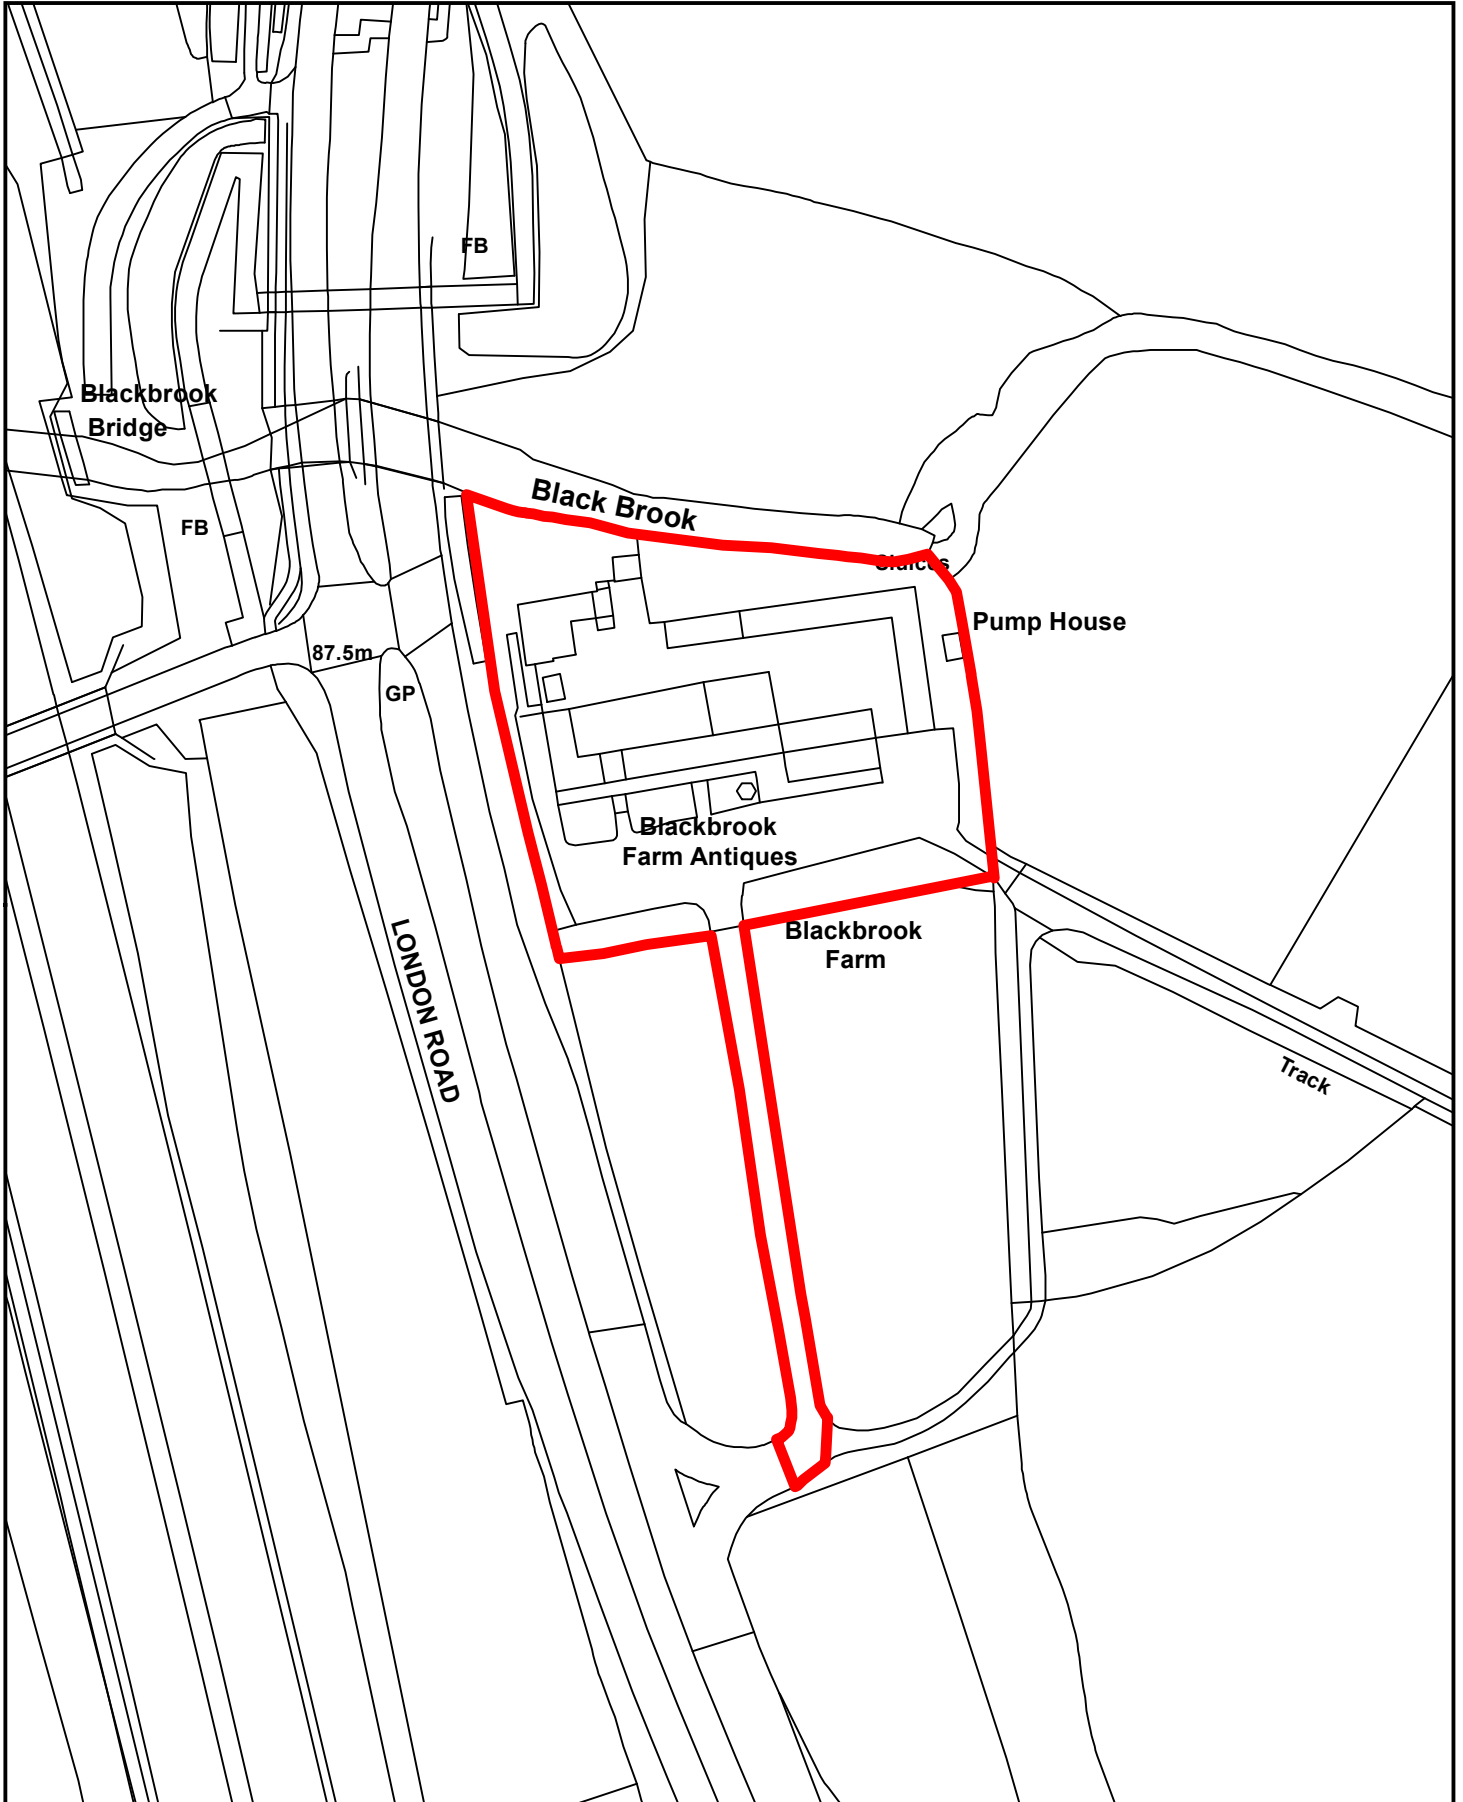 FB
Blackbrook
Bridge
Black Brook
FB
Sluices
Pump House
87.5m
GP
Blackbrook
Farm Antiques
LONDON ROAD
Blackbrook
Farm
Track